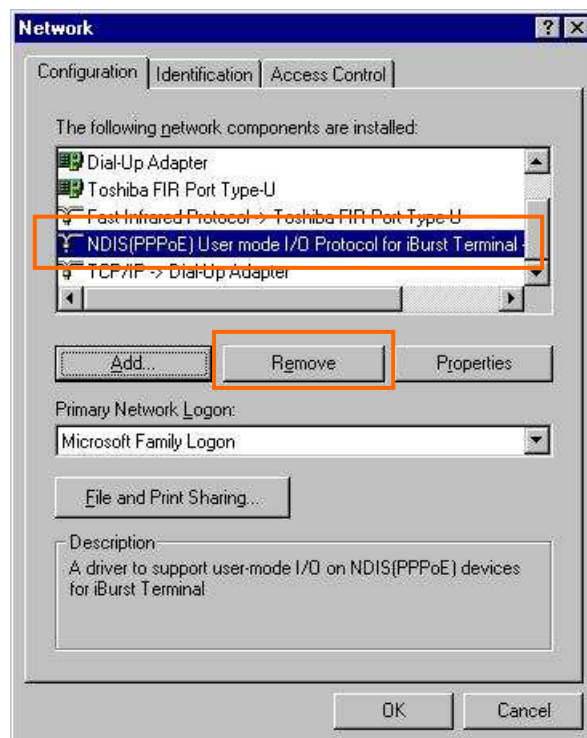 Network
Configuration Identification Access Control
The following network components are installed:
Dial-Up Adapter
Toshiba FIR Port Type-U
Fast Infrared Protocol -> Toshiba FIR Port Type-U
NDIS(PPPoE) User mode I/O Protocol for iBurst Terminal -
TCP/IP -> Dial-Up Adapter
Add... Remove Properties
Primary Network Logon:
Microsoft Family Logon
File and Print Sharing...
Description
A driver to support user-mode I/O on NDIS(PPPoE) devices
for iBurst Terminal
OK Cancel